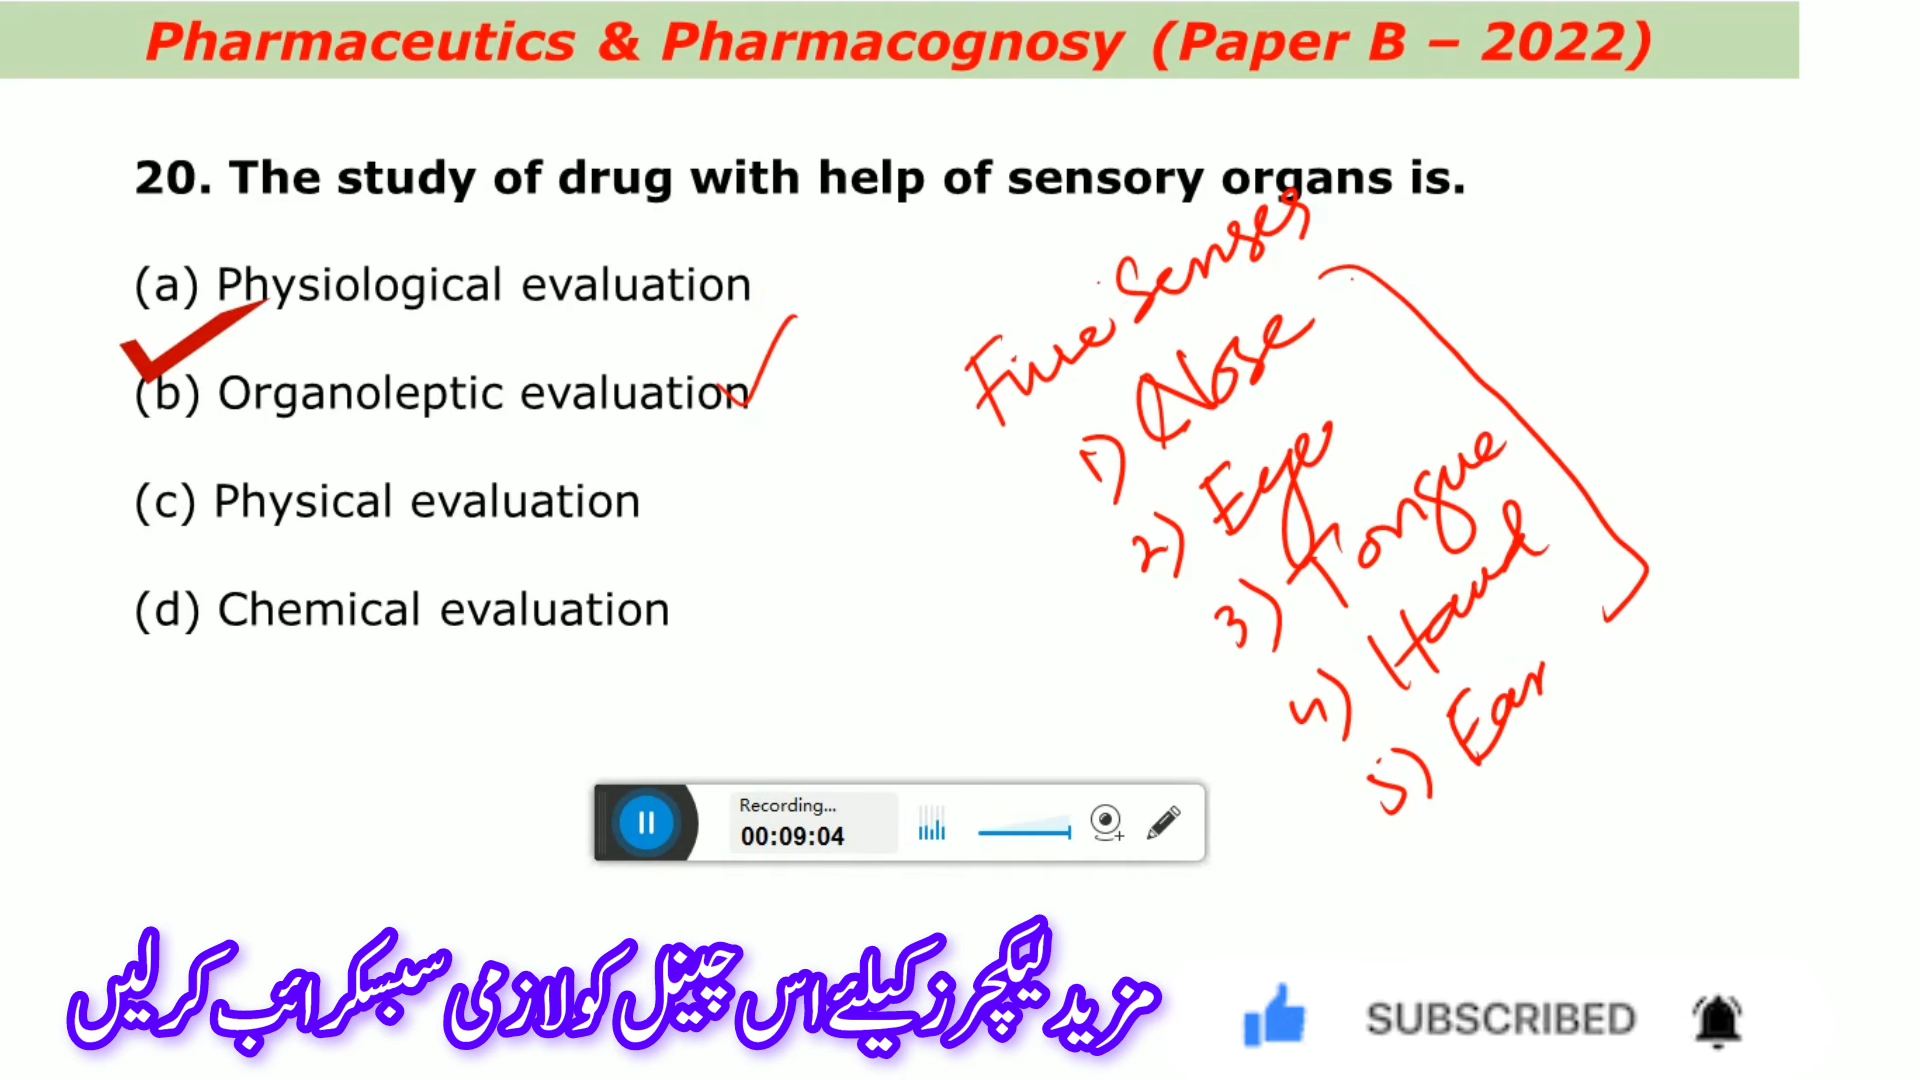 Pharmaceutics & Pharmacognosy (Paper B – 2022)
20. The study of drug with help of sensory organs is.
(a) Physiological evaluation
(b) Organoleptic evaluation
(c) Physical evaluation
(d) Chemical evaluation
Five Senses
1) Nose
2) Eye
3) Tongue
4) Hand
5) Ear
Recording...
00:09:04
مزید لیکچرز کیلئے اس چینل کو لازمی سبسکرائب کر لیں
SUBSCRIBED